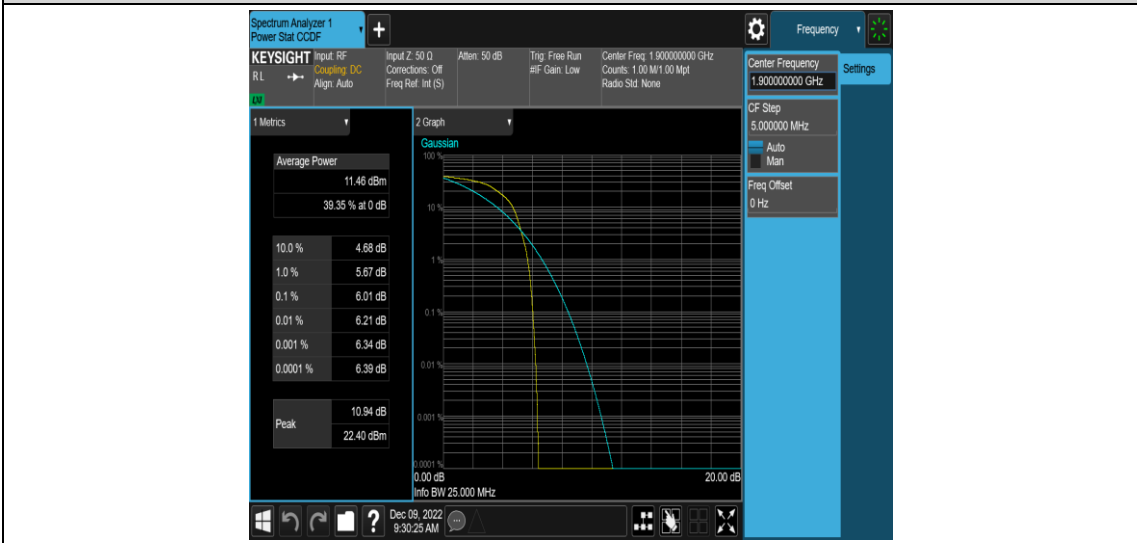 Spectrum Analyzer 1
Power Stat CCDF
+
Frequency
KEYSIGHT
RL
LXI
Input: RF
Coupling: DC
Align: Auto
Input Z: 50 Ω
Corrections: Off
Freq Ref: Int (S)
Atten: 50 dB
Trig: Free Run
#IF Gain: Low
Center Freq: 1.900000000 GHz
Counts: 1.00 M/1.00 Mpt
Radio Std: None
Center Frequency
1.900000000 GHz
Settings
CF Step
5.000000 MHz
Auto
Man
Freq Offset
0 Hz
1 Metrics
Average Power
11.46 dBm
39.35 % at 0 dB
10.0 % 4.68 dB
1.0 % 5.67 dB
0.1 % 6.01 dB
0.01 % 6.21 dB
0.001 % 6.34 dB
0.0001 % 6.39 dB
Peak
10.94 dB
22.40 dBm
2 Graph
Gaussian
100 %
10 %
1 %
0.1 %
0.01 %
0.001 %
0.0001 %
0.00 dB 20.00 dB
Info BW 25.000 MHz
?
Dec 09, 2022
9:30:25 AM